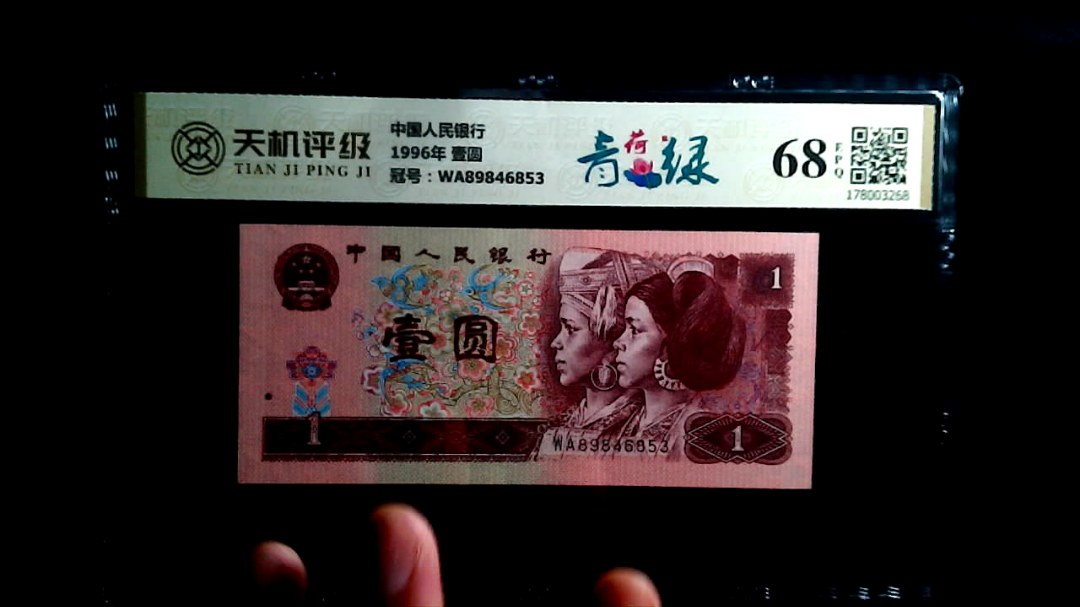 天机评级
TIAN JI PING JI
中国人民银行
1996年 壹圆
冠号：WA89846853
青荷绿
68
EPQ
178003268
中国人民银行
1
壹圆
1
WA89846853
1